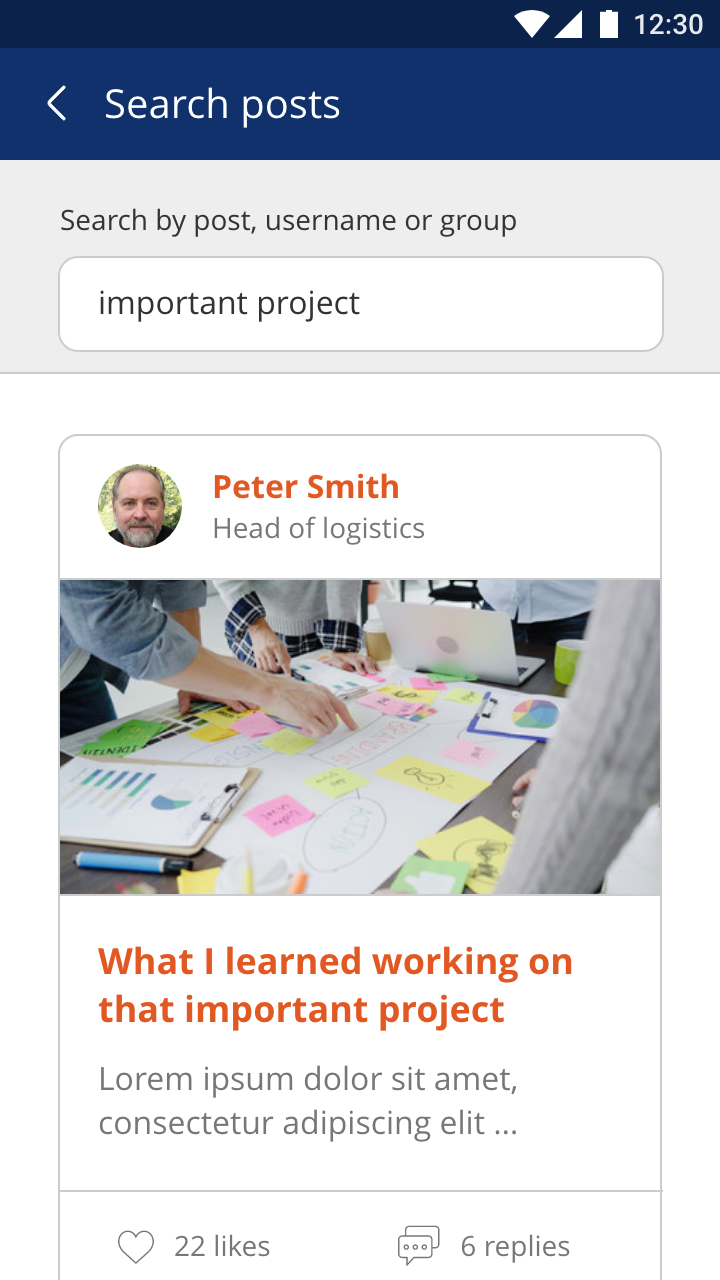 12:30
Search posts
Search by post, username or group
important project
Peter Smith
Head of logistics
What I learned working on
that important project
Lorem ipsum dolor sit amet,
consectetur adipiscing elit ...
22 likes
6 replies